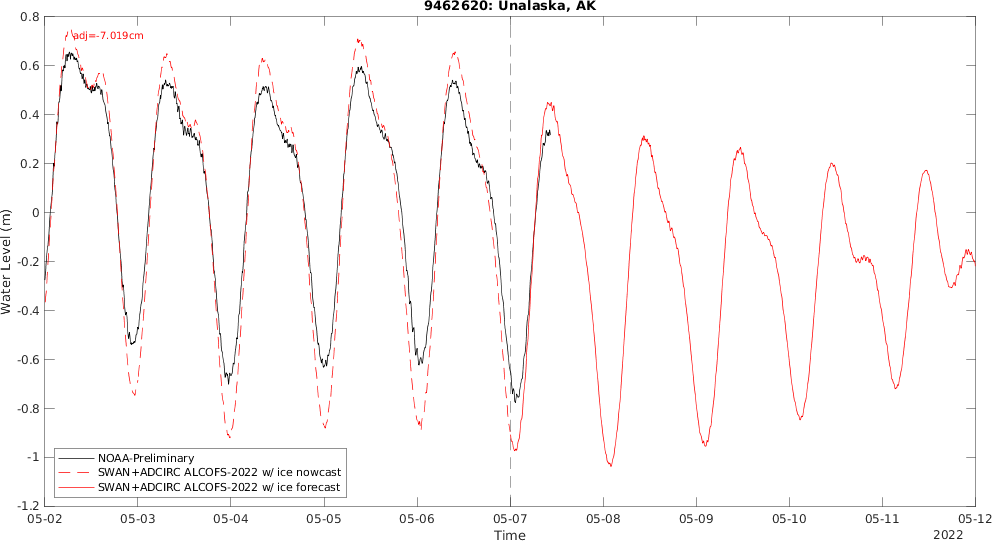 9462620: Unalaska, AK
adj=-7.019cm
0.8
0.6
0.4
0.2
0
-0.2
-0.4
-0.6
-0.8
-1
-1.2
Water Level (m)
NOAA-Preliminary
SWAN+ADCIRC ALCOFS-2022 w/ ice nowcast
SWAN+ADCIRC ALCOFS-2022 w/ ice forecast
05-02 05-03 05-04 05-05 05-06 05-07 05-08 05-09 05-10 05-11 05-12
Time
2022